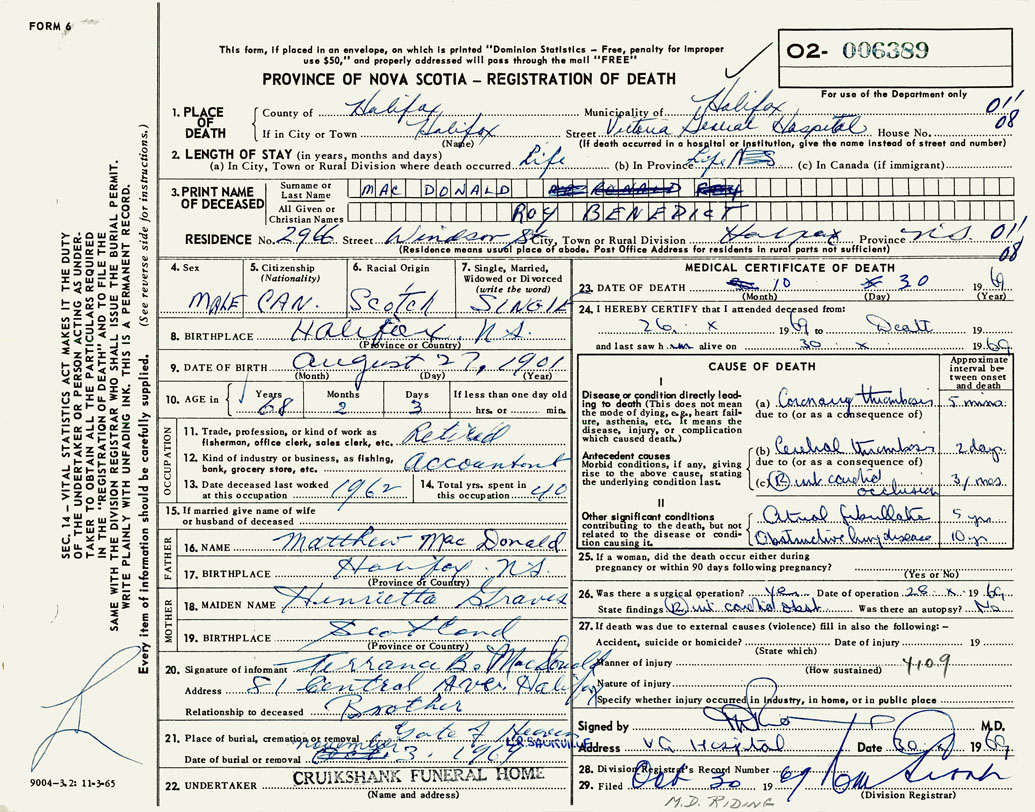 FORM 6
This form, if placed in an envelope, on which is printed "Dominion Statistics – Free, penalty for improper
use $50," and properly addressed will pass through the mail "FREE"
O2- 006389
PROVINCE OF NOVA SCOTIA – REGISTRATION OF DEATH
For use of the Department only
011
08
1. PLACE OF DEATH { County of Halifax Municipality of Halifax
If in City or Town Halifax Street Victoria General Hospital House No.
(Name) (If death occurred in a hospital or institution, give the name instead of street and number)
2. LENGTH OF STAY (in years, months and days)
(a) In City, Town or Rural Division where death occurred Life (b) In Province Life NS (c) In Canada (if immigrant)
3. PRINT NAME OF DECEASED
Surname or Last Name MAC DONALD
All Given or Christian Names ROY BENEDICT
RESIDENCE No. 2966 Street Windsor St City, Town or Rural Division Halifax Province N.S. 011
(Residence means usual place of abode. Post Office Address for residents in rural parts not sufficient) 08
4. Sex MALE
5. Citizenship (Nationality) CAN.
6. Racial Origin Scotch
7. Single, Married, Widowed or Divorced (write the word) SINGLE
8. BIRTHPLACE Halifax, N.S.
(Province or Country)
9. DATE OF BIRTH August 27, 1901
(Month) (Day) (Year)
10. AGE in { Years 68 Months 2 Days 3 If less than one day old hrs. or min.
OCCUPATION
11. Trade, profession, or kind of work as fisherman, office clerk, sales clerk, etc. Retired
12. Kind of industry or business, as fishing, bank, grocery store, etc. Accountant
13. Date deceased last worked at this occupation 1962
14. Total yrs. spent in this occupation 40
15. If married give name of wife or husband of deceased
FATHER
16. NAME Matthew Mac Donald
17. BIRTHPLACE Halifax N.S.
(Province or Country)
MOTHER
18. MAIDEN NAME Henrietta Graves
19. BIRTHPLACE Scotland
(Province or Country)
20. Signature of informant B. MacDonald
Address 81 Central Ave. Halifax
Relationship to deceased Brother
21. Place of burial, cremation or removal Gate of Heaven
L.R. SACKVILLE
Date of burial or removal November 3, 1969
22. UNDERTAKER CRUIKSHANK FUNERAL HOME
(Name and address)
MEDICAL CERTIFICATE OF DEATH
23. DATE OF DEATH 10 30 1969
(Month) (Day) (Year)
24. I HEREBY CERTIFY that I attended deceased from:
26 x 1969 to Death 19
and last saw him alive on 30 x 1969
CAUSE OF DEATH
Approximate interval between onset and death
I
Disease or condition directly leading to death (This does not mean the mode of dying, e.g., heart failure, asthenia, etc. It means the disease, injury, or complication which caused death.)
(a) Coronary thrombosis 5 mins.
due to (or as a consequence of)
Antecedent causes
Morbid conditions, if any, giving rise to the above cause, stating the underlying condition last.
(b) Cerebral thrombosis 2 days
due to (or as a consequence of)
(c) (R) int carotid occlusion 3/ mos.
II
Other significant conditions contributing to the death, but not related to the disease or condition causing it.
Atrial fibrillate 5 yrs.
Obstructive lung disease 10 yr
25. If a woman, did the death occur either during
pregnancy or within 90 days following pregnancy?
(Yes or No)
26. Was there a surgical operation? yes Date of operation 28 x 1969
State findings (R) int carotid obst Was there an autopsy? No
27. If death was due to external causes (violence) fill in also the following: –
Accident, suicide or homicide? Date of injury 19
(State which)
Manner of injury 4109
(How sustained)
Nature of injury
Specify whether injury occurred in Industry, in home, or in public place
Signed by M.D.
Address VG Hospital Date 30 x 1969
28. Division Registrar's Record Number
29. Filed Oct 30 1969
(Division Registrar)
M.D. RIDING
SEC. 14 – VITAL STATISTICS ACT MAKES IT THE DUTY
OF THE UNDERTAKER OR PERSON ACTING AS UNDER-
TAKER TO OBTAIN ALL THE PARTICULARS REQUIRED
IN THE "REGISTRATION OF DEATH" AND TO FILE THE
SAME WITH THE DIVISION REGISTRAR WHO SHALL ISSUE THE BURIAL PERMIT.
WRITE PLAINLY WITH UNFADING INK. THIS IS A PERMANENT RECORD.
Every item of information should be carefully supplied. (See reverse side for instructions.)
9004–3.2: 11-3-65